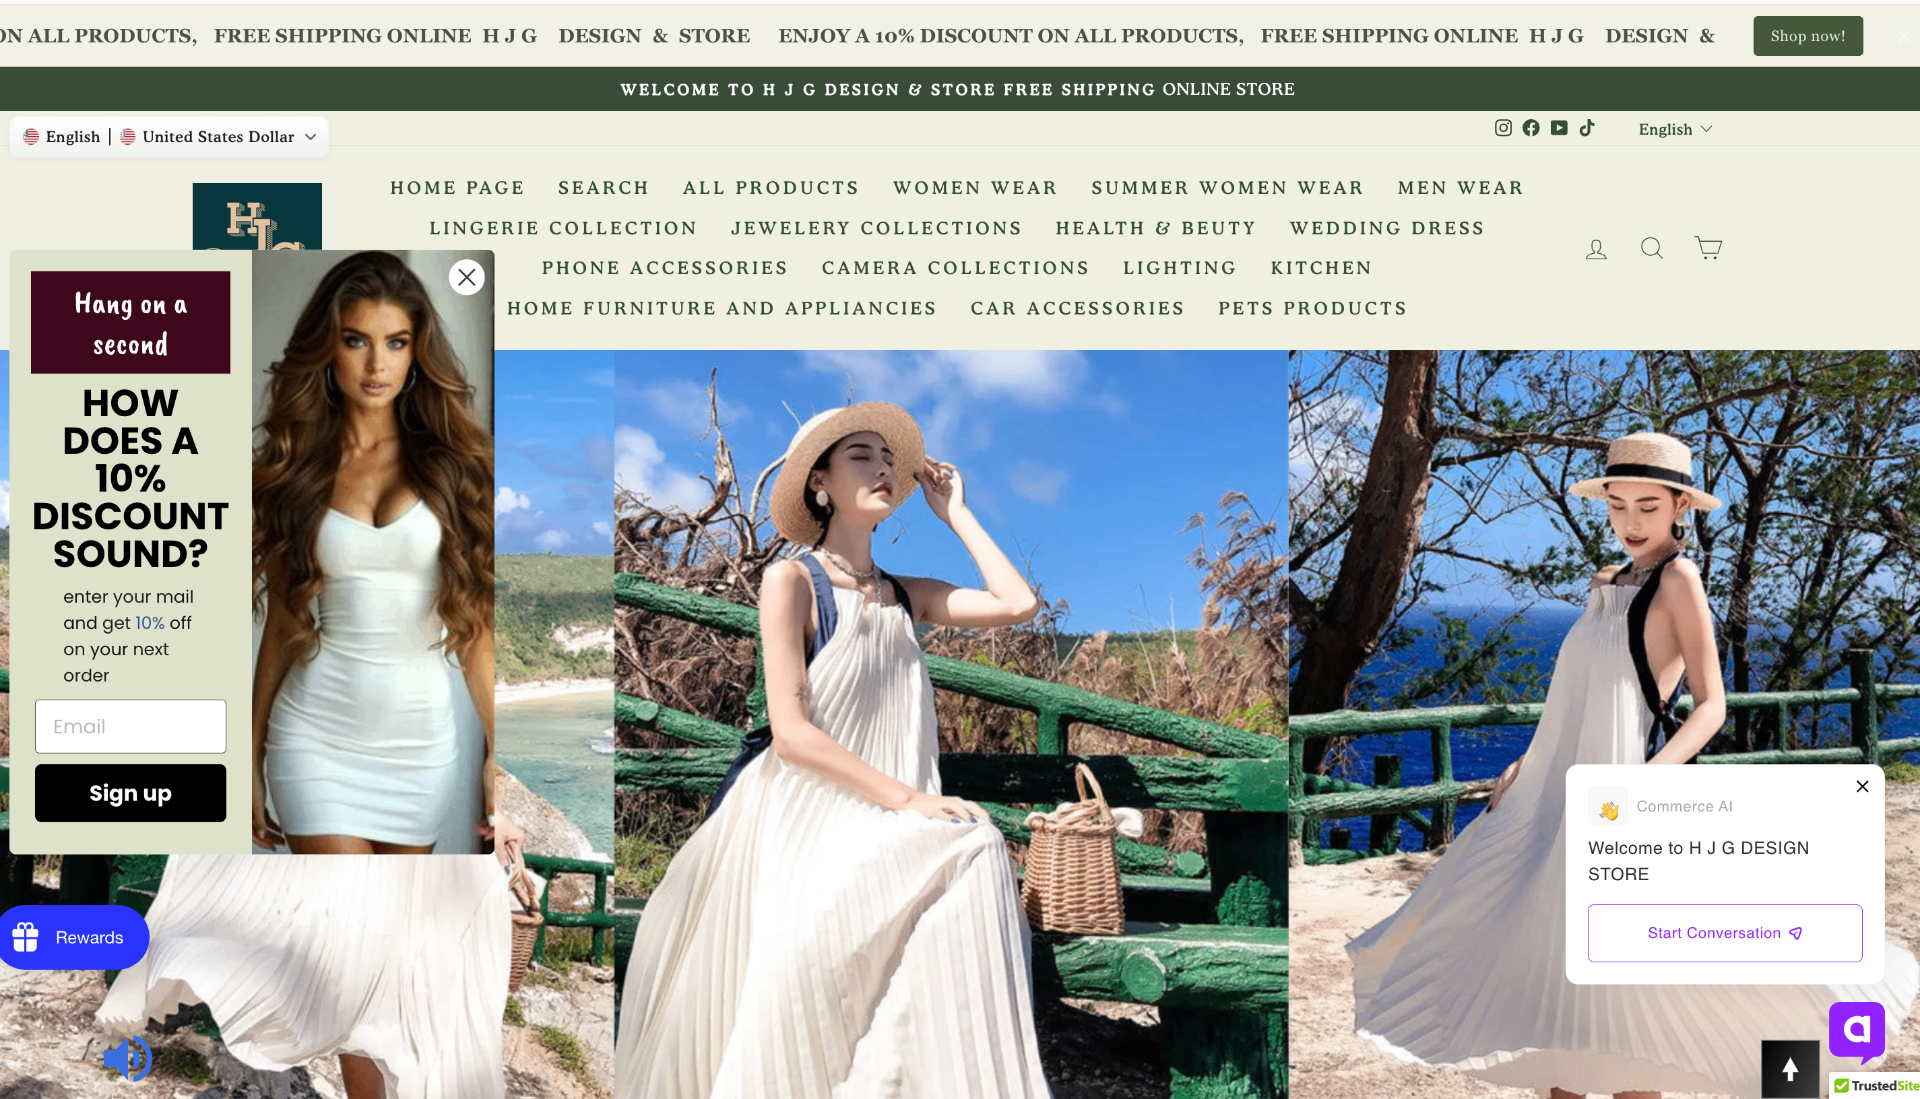 ON ALL PRODUCTS, FREE SHIPPING ONLINE H J G DESIGN & STORE ENJOY A 10% DISCOUNT ON ALL PRODUCTS, FREE SHIPPING ONLINE H J G DESIGN &
Shop now!
WELCOME TO H J G DESIGN & STORE FREE SHIPPING ONLINE STORE
English | United States Dollar
English
HOME PAGE SEARCH ALL PRODUCTS WOMEN WEAR SUMMER WOMEN WEAR MEN WEAR
LINGERIE COLLECTION JEWELERY COLLECTIONS HEALTH & BEUTY WEDDING DRESS
PHONE ACCESSORIES CAMERA COLLECTIONS LIGHTING KITCHEN
HOME FURNITURE AND APPLIANCIES CAR ACCESSORIES PETS PRODUCTS
HJG
Hang on a
second
HOW
DOES A
10%
DISCOUNT
SOUND?
enter your mail
and get 10% off
on your next
order
Email
Sign up
Rewards
Commerce AI
Welcome to H J G DESIGN
STORE
Start Conversation
a
TrustedSite